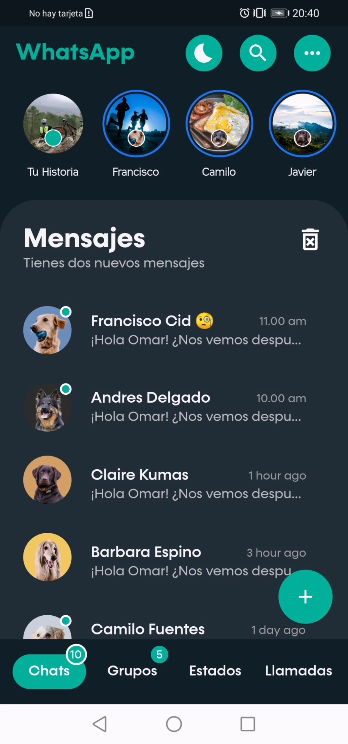 No hay tarjeta
20:40
WhatsApp
Tu Historia
Francisco
Camilo
Javier
Mensajes
Tienes dos nuevos mensajes
Francisco Cid 🧐
11.00 am
¡Hola Omar! ¿Nos vemos despu...
Andres Delgado
10.00 am
¡Hola Omar! ¿Nos vemos despu...
Claire Kumas
1 hour ago
¡Hola Omar! ¿Nos vemos despu...
Barbara Espino
3 hour ago
¡Hola Omar! ¿Nos vemos despu
Camilo Fuentes
1 day ago
Chats
10
Grupos
5
Estados
Llamadas